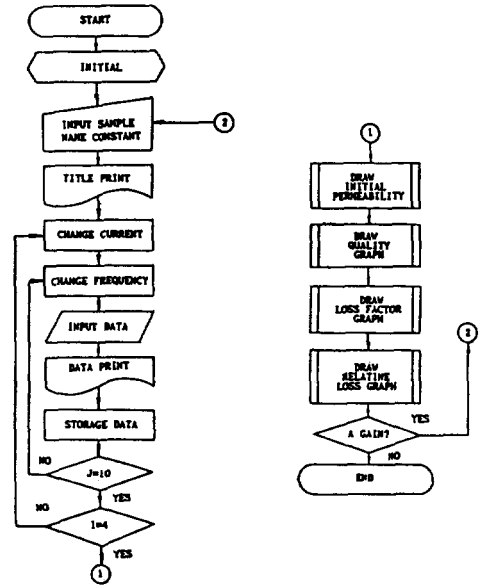 START
INITIAL
INPUT SAMPLE
NAME CONSTANT
2
TITLE PRINT
CHANGE CURRENT
CHANGE FREQUENCY
INPUT DATA
DATA PRINT
STORAGE DATA
NO
J=10
YES
NO
I=4
YES
1
1
DRAW
INITIAL
PERMEABILITY
DRAW
QUALITY
GRAPH
DRAW
LOSS FACTOR
GRAPH
DRAW
RELATINE
LOSS GRAPH
2
YES
A GAIN?
NO
END